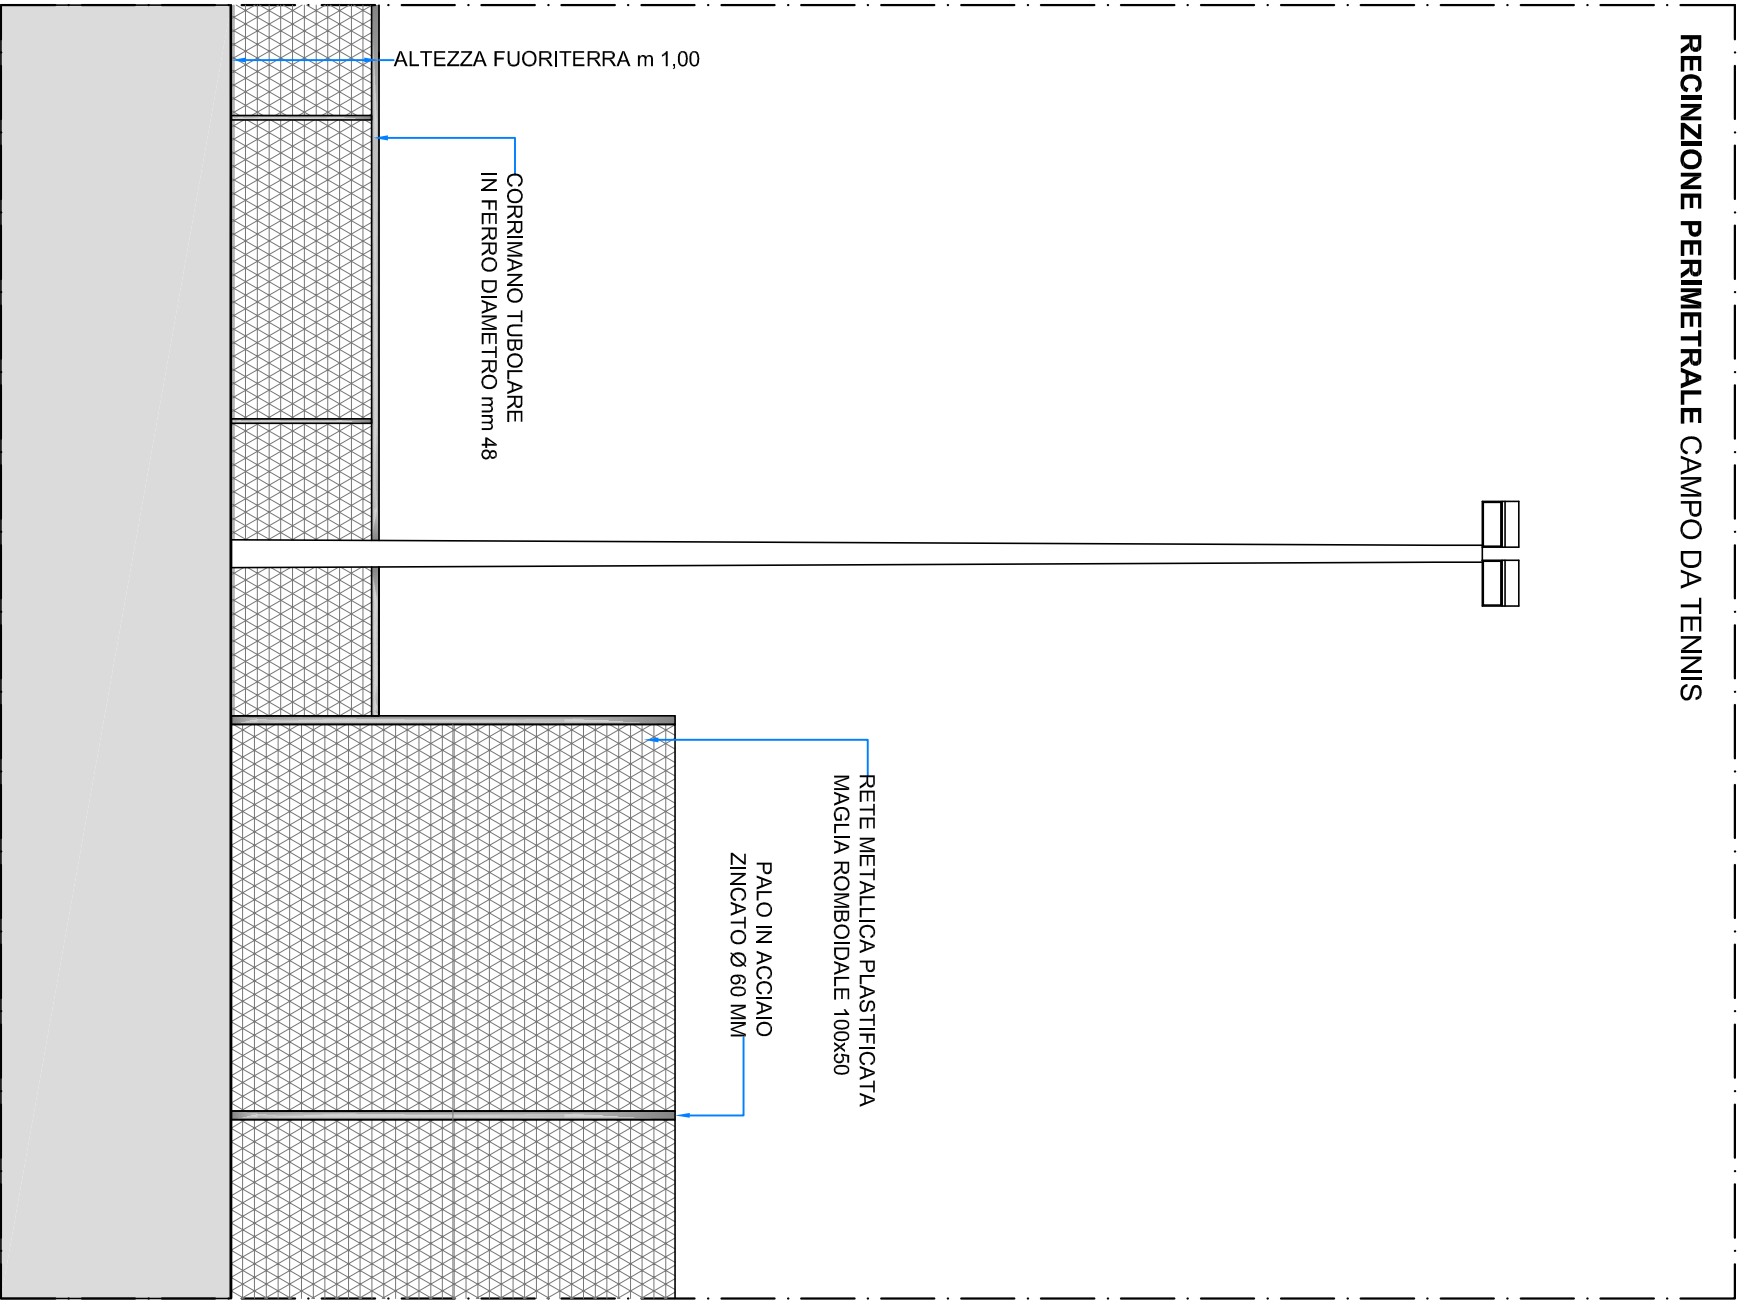 RECINZIONE PERIMETRALE CAMPO DA TENNIS
ALTEZZA FUORITERRA m 1,00
CORRIMANO TUBOLARE
IN FERRO DIAMETRO mm 48
RETE METALLICA PLASTIFICATA
MAGLIA ROMBOIDALE 100x50
PALO IN ACCIAIO
ZINCATO Ø 60 MM